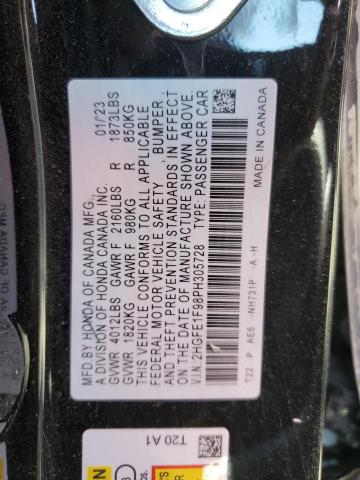 MFD. BY HONDA OF CANADA MFG., 01/'23
A DIVISION OF HONDA CANADA INC.
GVWR 4012LBS GAWR F 2160LBS R 1873LBS
GVWR 1820KG GAWR F 980KG R 850KG
THIS VEHICLE CONFORMS TO ALL APPLICABLE
FEDERAL MOTOR VEHICLE SAFETY, BUMPER,
AND THEFT PREVENTION STANDARDS IN EFFECT
ON THE DATE OF MANUFACTURE SHOWN ABOVE.
V.I.N: 2HGFE1F98PH305728 TYPE: PASSENGER CAR
T22 P AE6 -NH731P -A -H
MADE IN CANADA
T20 A1